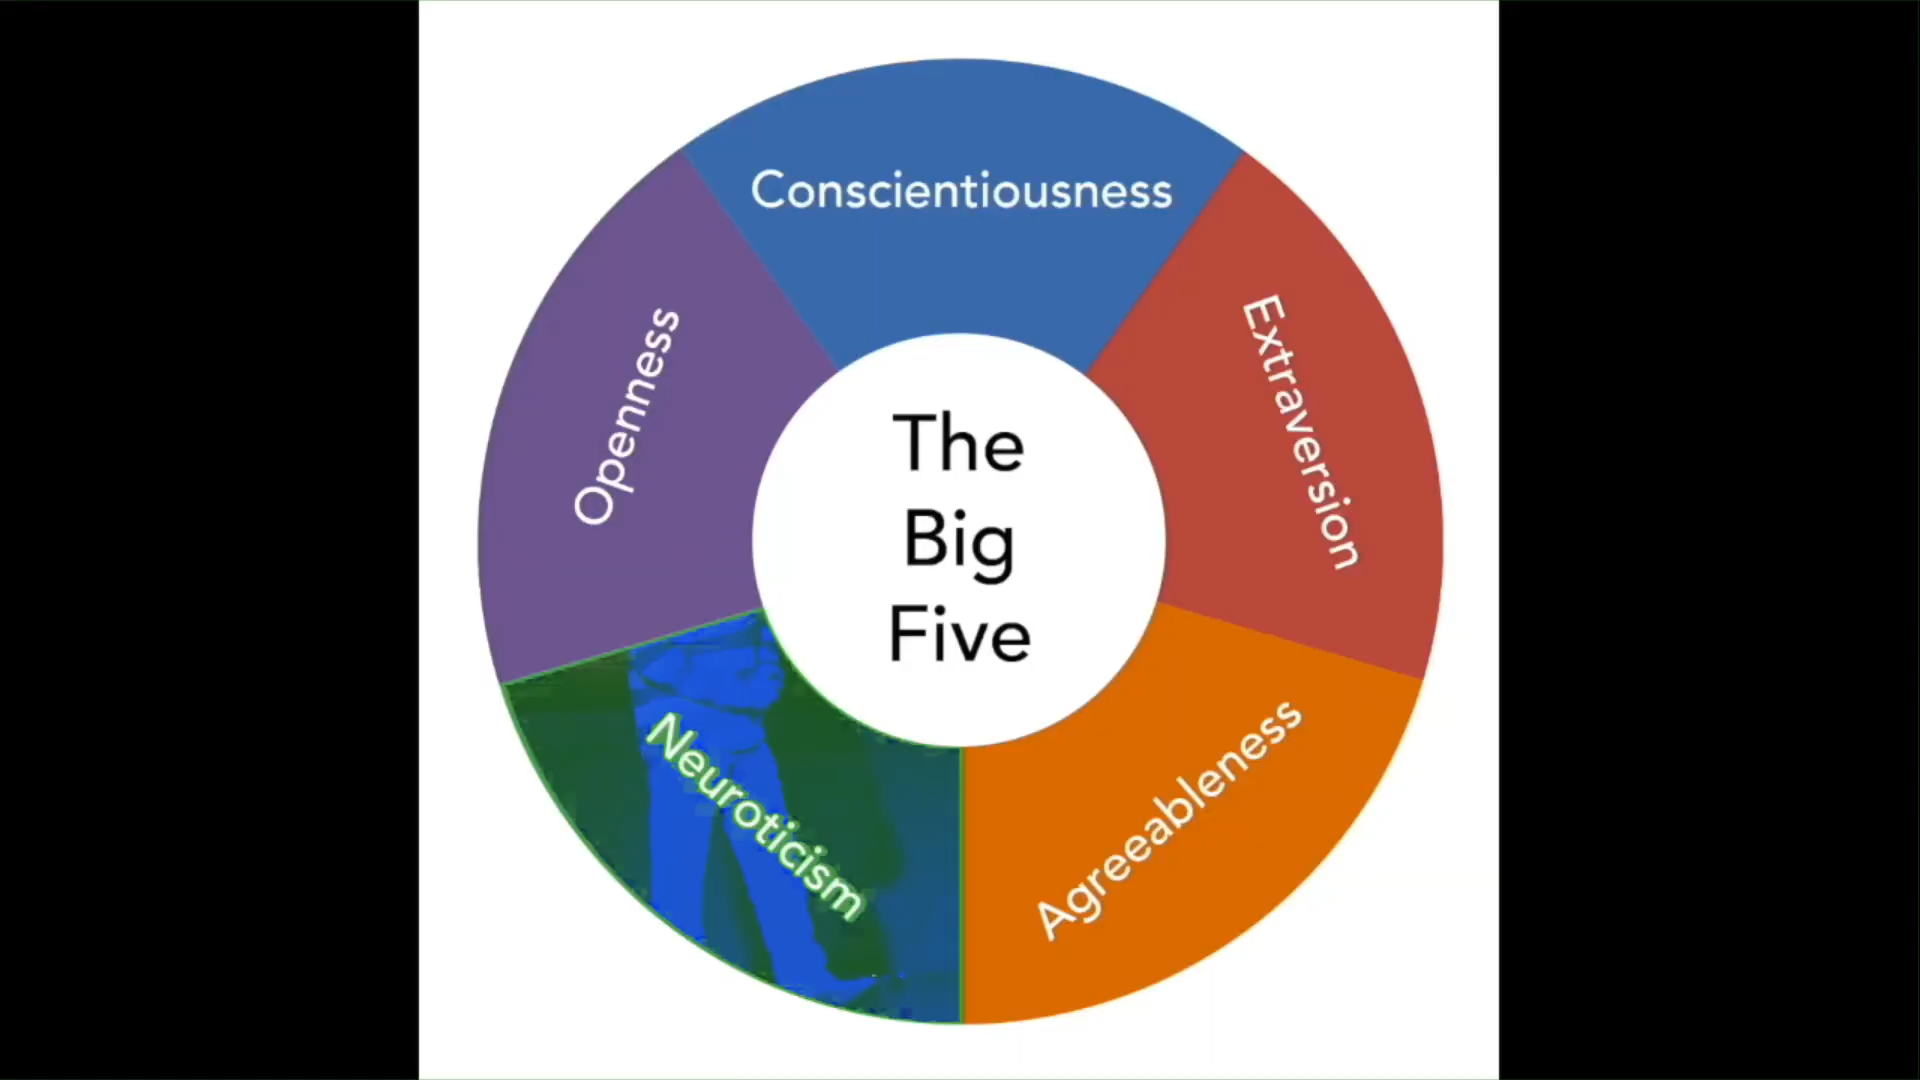 Conscientiousness
Openness
Extraversion
The
Big
Five
Neuroticism
Agreeableness